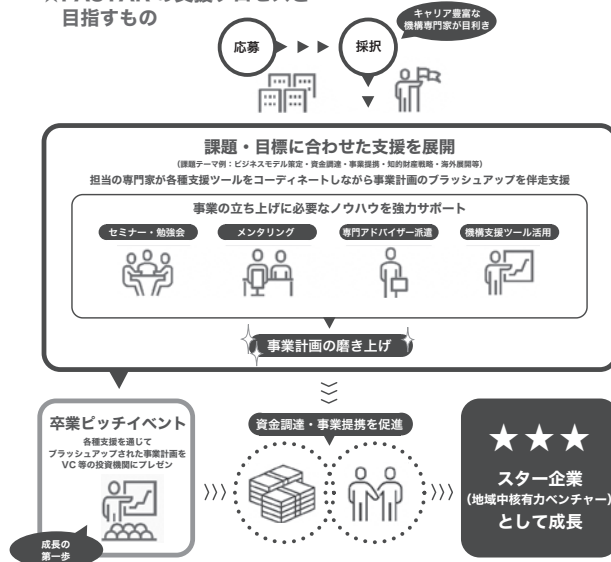 目指すもの
応募
採択
キャリア豊富な
機構専門家が目利き
課題・目標に合わせた支援を展開
(課題テーマ例：ビジネスモデル策定・資金調達・事業提携・知的財産戦略・海外展開等)
担当の専門家が各種支援ツールをコーディネートしながら事業計画のブラッシュアップを伴走支援
事業の立ち上げに必要なノウハウを強力サポート
セミナー・勉強会
メンタリング
専門アドバイザー派遣
機構支援ツール活用
事業計画の磨き上げ
卒業ピッチイベント
各種支援を通じて
ブラッシュアップされた事業計画を
VC 等の投資機関にプレゼン
成長の
第一歩
資金調達・事業提携を促進
★★★
スター企業
(地域中核有力ベンチャー)
として成長